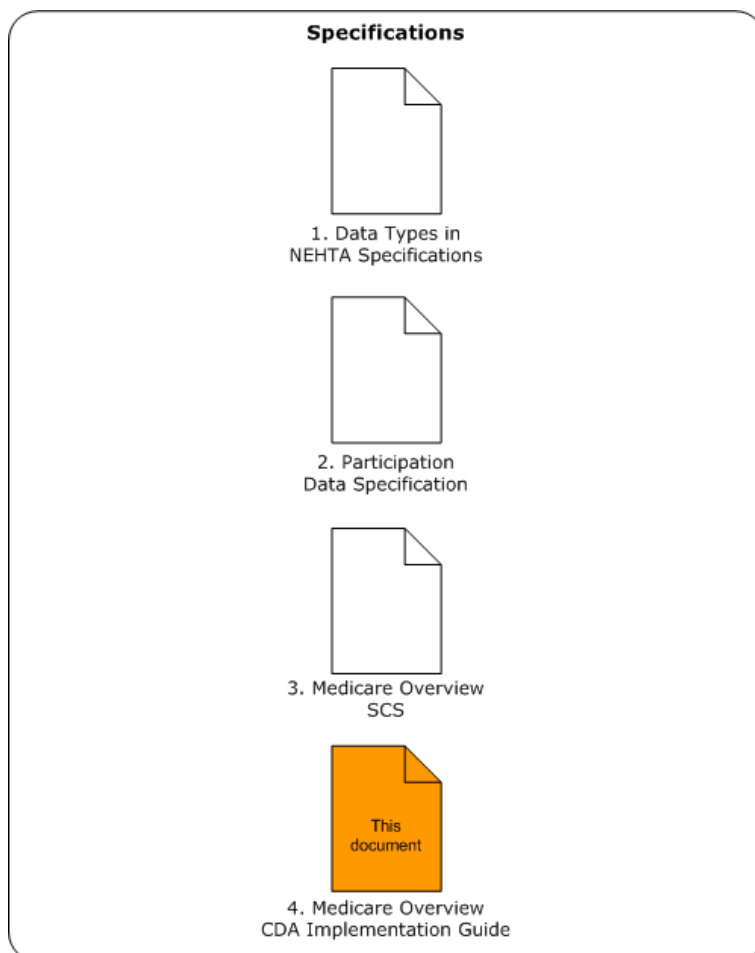 Specifications
1. Data Types in
NEHTA Specifications
2. Participation
Data Specification
3. Medicare Overview
SCS
This
document
4. Medicare Overview
CDA Implementation Guide